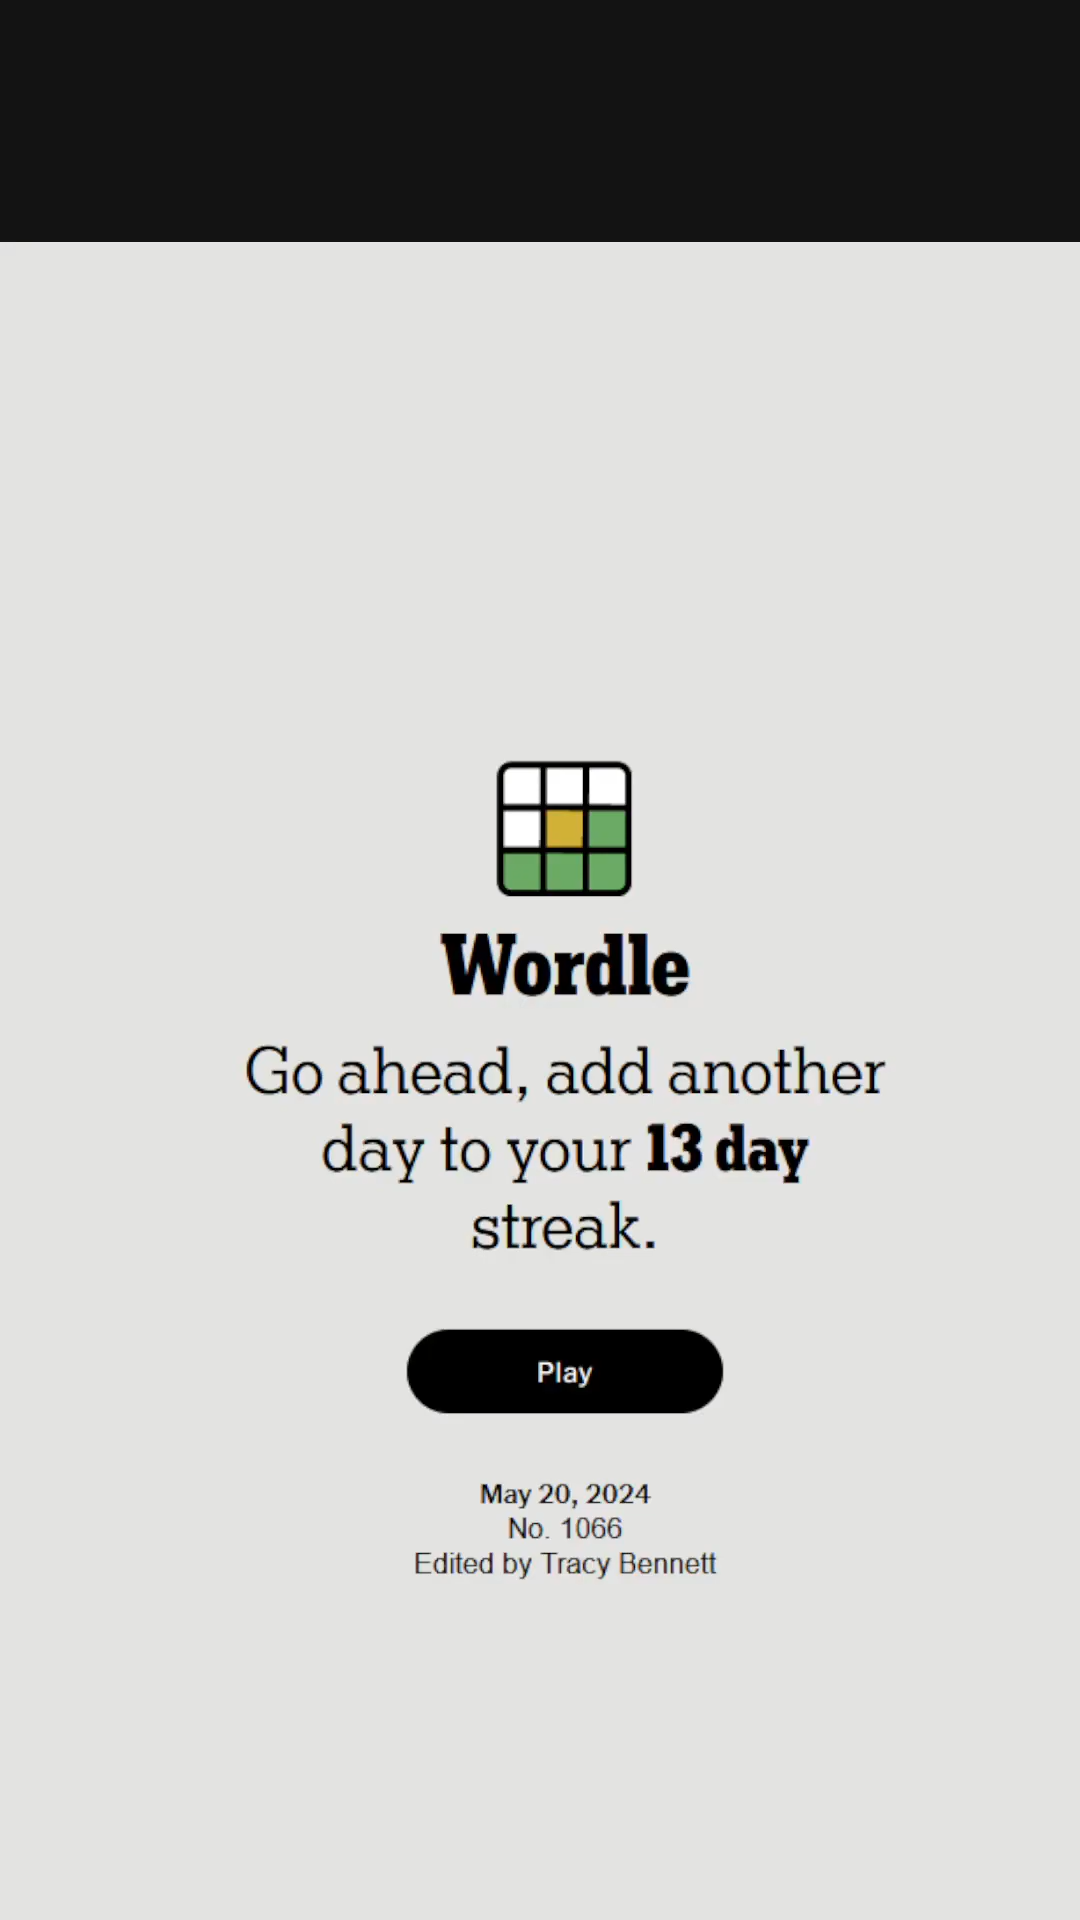 Wordle
Go ahead, add another
day to your 13 day
streak.
Play
May 20, 2024
No. 1066
Edited by Tracy Bennett